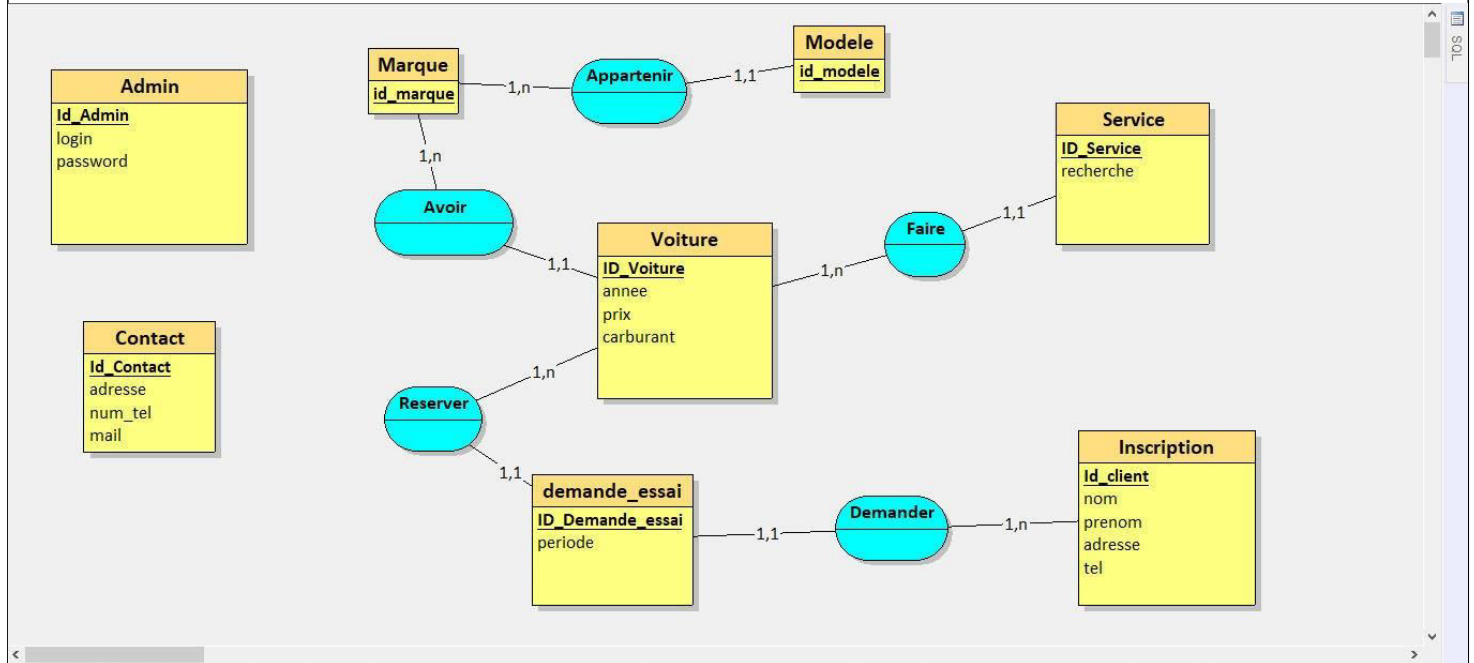 Admin
Id_Admin
login
password
Marque
id_marque
1,n
Appartenir
1,1
Modele
id_modele
1,n
Avoir
1,1
Voiture
ID_Voiture
annee
prix
carburant
1,n
Faire
1,1
Service
ID_Service
recherche
Contact
Id_Contact
adresse
num_tel
mail
1,n
Reserver
1,1
demande_essai
ID_Demande_essai
periode
1,1
Demander
1,n
Inscription
Id_client
nom
prenom
adresse
tel
SQL